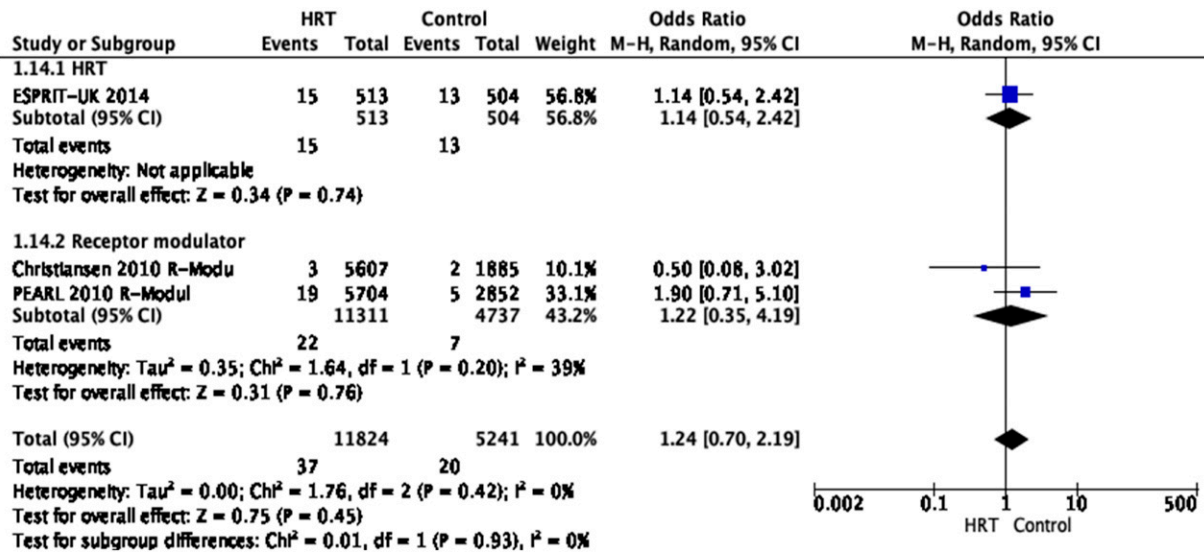 HRT Control Odds Ratio Odds Ratio
Study or Subgroup Events Total Events Total Weight M-H, Random, 95% CI M-H, Random, 95% CI
1.14.1 HRT
ESPRIT-UK 2014 15 513 13 504 56.8% 1.14 [0.54, 2.42]
Subtotal (95% CI) 513 504 56.8% 1.14 [0.54, 2.42]
Total events 15 13
Heterogeneity: Not applicable
Test for overall effect: Z = 0.34 (P = 0.74)
1.14.2 Receptor modulator
Christiansen 2010 R-Modu 3 5607 2 1885 10.1% 0.50 [0.08, 3.02]
PEARL 2010 R-Modul 19 5704 5 2852 33.1% 1.90 [0.71, 5.10]
Subtotal (95% CI) 11311 4737 43.2% 1.22 [0.35, 4.19]
Total events 22 7
Heterogeneity: Tau² = 0.35; Chi² = 1.64, df = 1 (P = 0.20); I² = 39%
Test for overall effect: Z = 0.31 (P = 0.76)
Total (95% CI) 11824 5241 100.0% 1.24 [0.70, 2.19]
Total events 37 20
Heterogeneity: Tau² = 0.00; Chi² = 1.76, df = 2 (P = 0.42); I² = 0%
Test for overall effect: Z = 0.75 (P = 0.45)
Test for subgroup differences: Chi² = 0.01, df = 1 (P = 0.93), I² = 0%
0.002 0.1 1 10 500
HRT Control